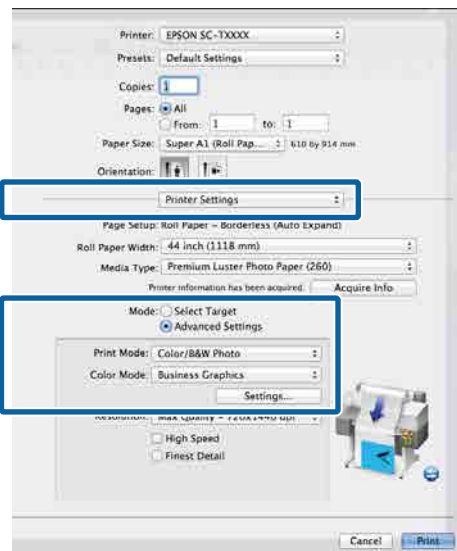 Printer: EPSON SC-TXXXX
Presets: Default Settings
Copies: 1
Pages: All
From: 1 to: 1
Paper Size: Super A1 (Roll Pap... 610 by 914 mm
Orientation:
Printer Settings
Page Setup: Roll Paper - Borderless (Auto Expand)
Roll Paper Width: 44 inch (1118 mm)
Media Type: Premium Luster Photo Paper (260)
Printer information has been acquired. Acquire Info
Mode: Select Target
Advanced Settings
Print Mode: Color/B&W Photo
Color Mode: Business Graphics
Settings...
Resolution: Max Quality - 720x1440 dpi
High Speed
Finest Detail
Cancel Print